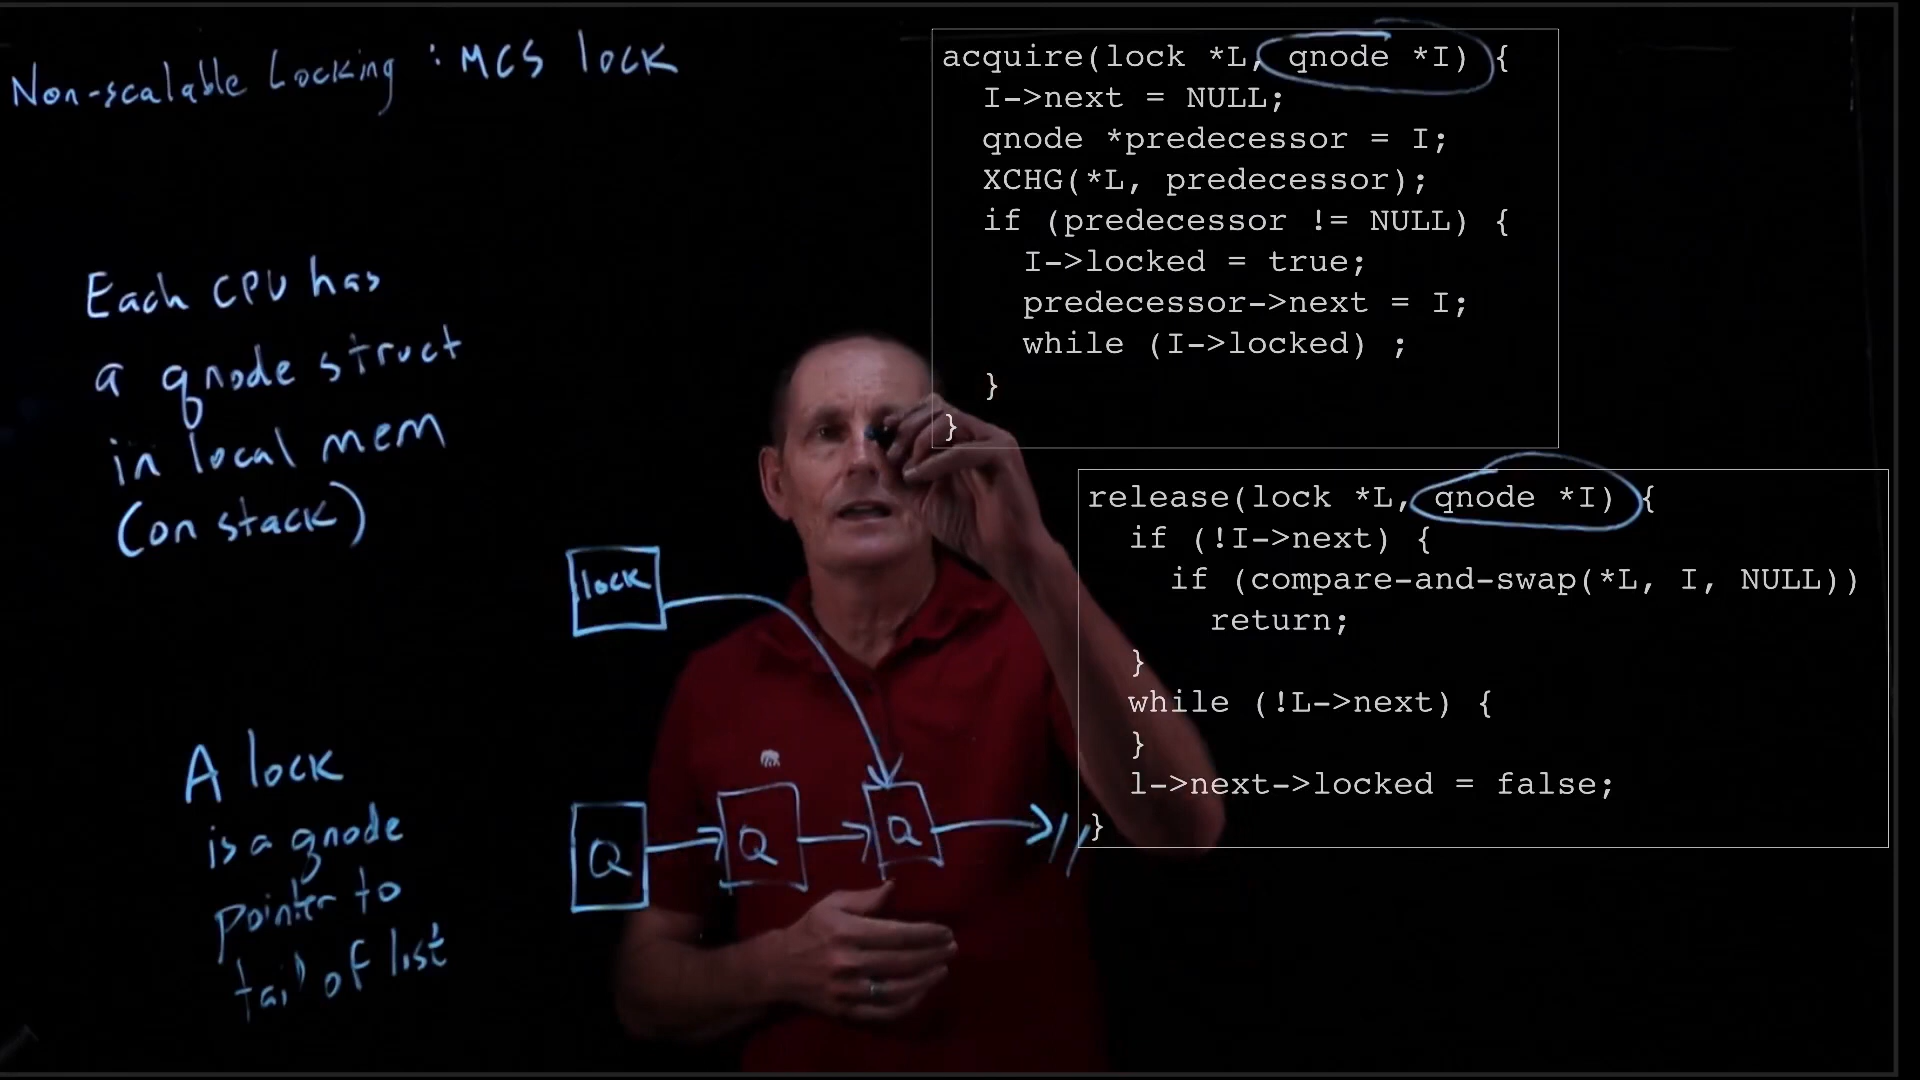 Non-scalable Locking : MCS lock
Each CPU has
a qnode struct
in local mem
(on stack)
A lock
is a qnode
pointer to
tail of list
lock
Q
Q
Q
acquire(lock *L, qnode *I) {
I->next = NULL;
qnode *predecessor = I;
XCHG(*L, predecessor);
if (predecessor != NULL) {
I->locked = true;
predecessor->next = I;
while (I->locked) ;
}
}
release(lock *L, qnode *I) {
if (!I->next) {
if (compare-and-swap(*L, I, NULL))
return;
}
while (!L->next) {
}
l->next->locked = false;
}